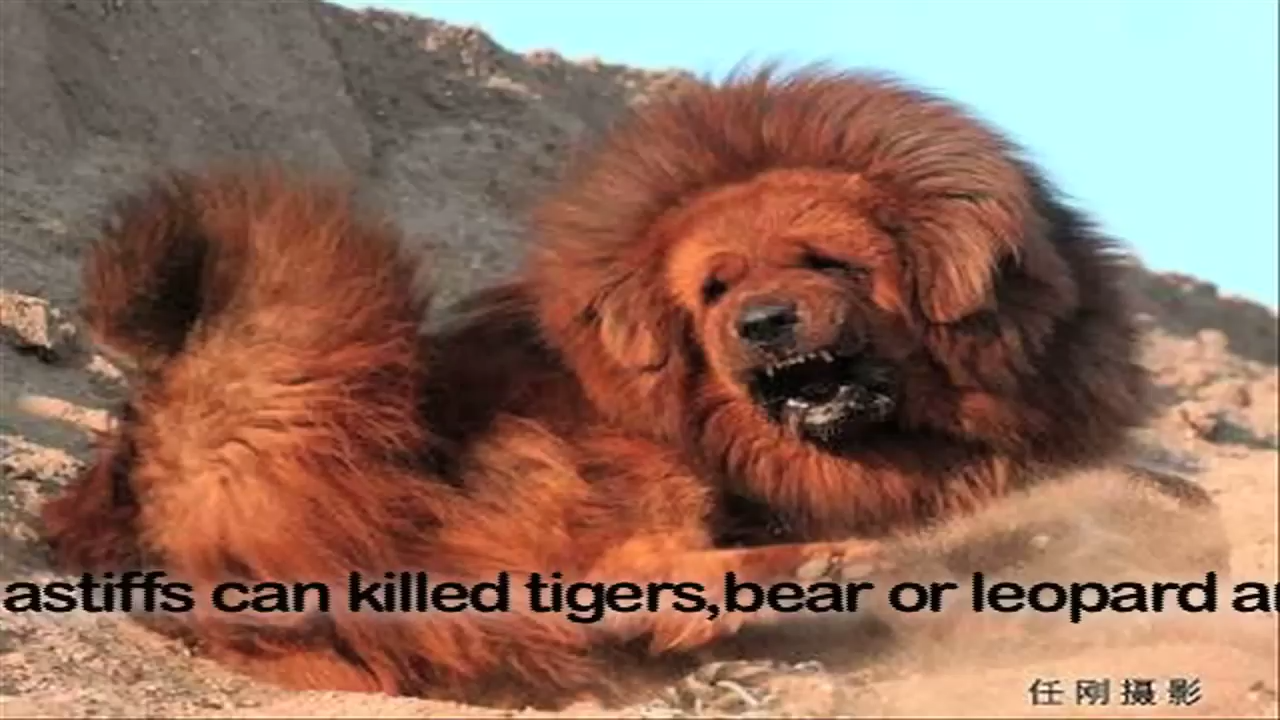 astiffs can killed tigers,bear or leopard a
任刚摄影